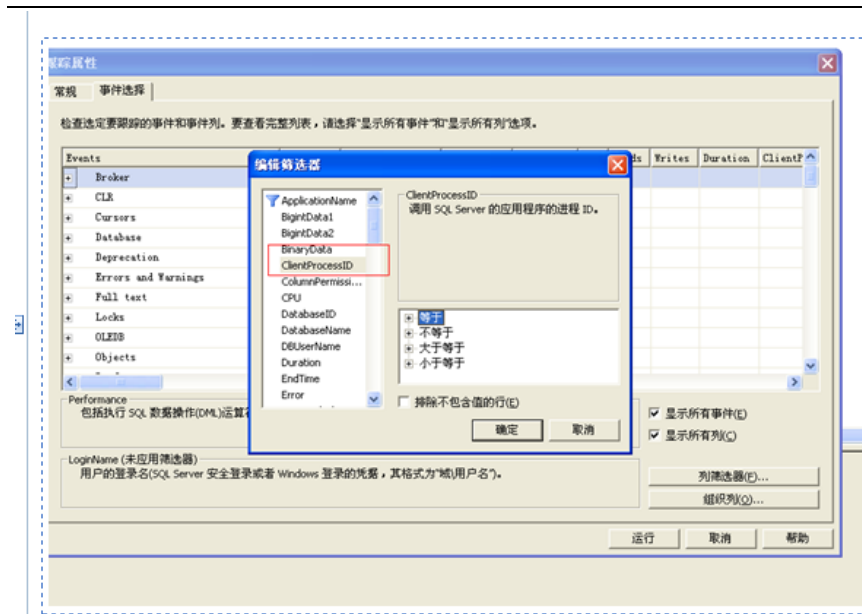 跟踪属性
常规 事件选择
检查选定要跟踪的事件和事件列。要查看完整列表，请选择"显示所有事件"和"显示所有列"选项。
Events
Writes Duration
Broker
CLR
Cursors
Database
Deprecation
Errors and Warnings
Full text
Locks
OLEDB
Objects
编辑筛选器
ApplicationName
BigintData1
BigintData2
BinaryData
ClientProcessID
ColumnPermissi...
CPU
DatabaseID
DatabaseName
DBUserName
Duration
EndTime
Error
ClientProcessID
调用 SQL Server 的应用程序的进程 ID。
等于
不等于
大于等于
小于等于
排除不包含值的行(E)
确定 取消
Performance
包括执行 SQL 数据操作(DML)运算
显示所有事件(E)
显示所有列(C)
LoginName (未应用筛选器)
用户的登录名(SQL Server 安全登录或者 Windows 登录的凭据，其格式为"域\用户名")。
列筛选器(F)...
组织列(O)...
运行 取消 帮助